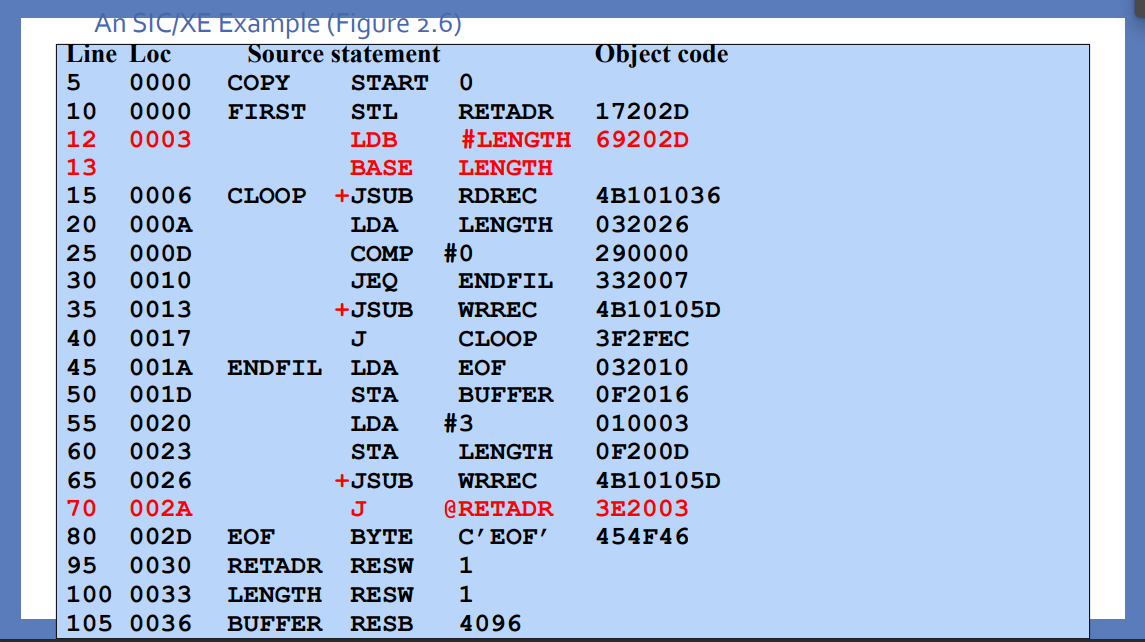 An SIC/XE Example (Figure 2.6)
Line Loc Source statement Object code
5 0000 COPY START 0
10 0000 FIRST STL RETADR 17202D
12 0003 LDB #LENGTH 69202D
13 BASE LENGTH
15 0006 CLOOP +JSUB RDREC 4B101036
20 000A LDA LENGTH 032026
25 000D COMP #0 290000
30 0010 JEQ ENDFIL 332007
35 0013 +JSUB WRREC 4B10105D
40 0017 J CLOOP 3F2FEC
45 001A ENDFIL LDA EOF 032010
50 001D STA BUFFER 0F2016
55 0020 LDA #3 010003
60 0023 STA LENGTH 0F200D
65 0026 +JSUB WRREC 4B10105D
70 002A J @RETADR 3E2003
80 002D EOF BYTE C’EOF’ 454F46
95 0030 RETADR RESW 1
100 0033 LENGTH RESW 1
105 0036 BUFFER RESB 4096